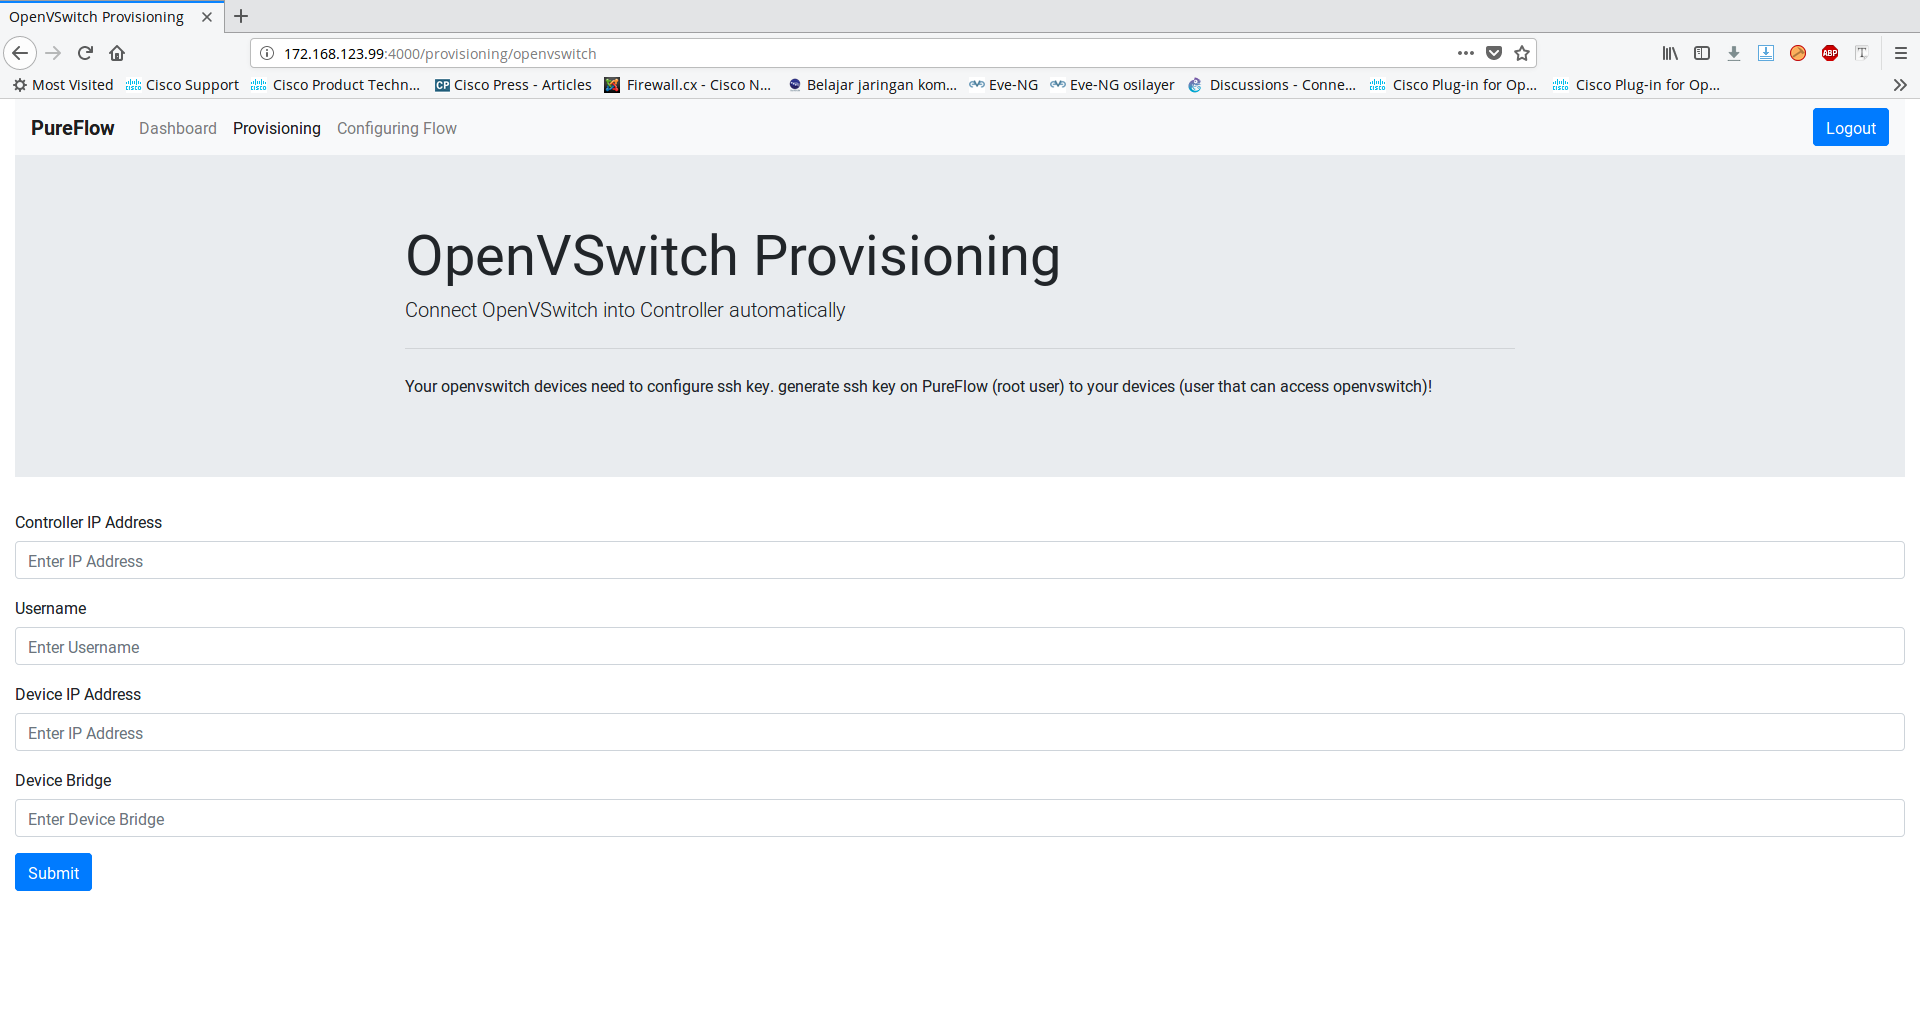 OpenVSwitch Provisioning
172.168.123.99:4000/provisioning/openvswitch
Most Visited Cisco Support Cisco Product Techn... CP Cisco Press - Articles Firewall.cx - Cisco N... Belajar jaringan kom... Eve-NG Eve-NG osilayer Discussions - Conne... Cisco Plug-in for Op... Cisco Plug-in for Op...
PureFlow Dashboard Provisioning Configuring Flow Logout
OpenVSwitch Provisioning
Connect OpenVSwitch into Controller automatically
Your openvswitch devices need to configure ssh key. generate ssh key on PureFlow (root user) to your devices (user that can access openvswitch)!
Controller IP Address
Enter IP Address
Username
Enter Username
Device IP Address
Enter IP Address
Device Bridge
Enter Device Bridge
Submit